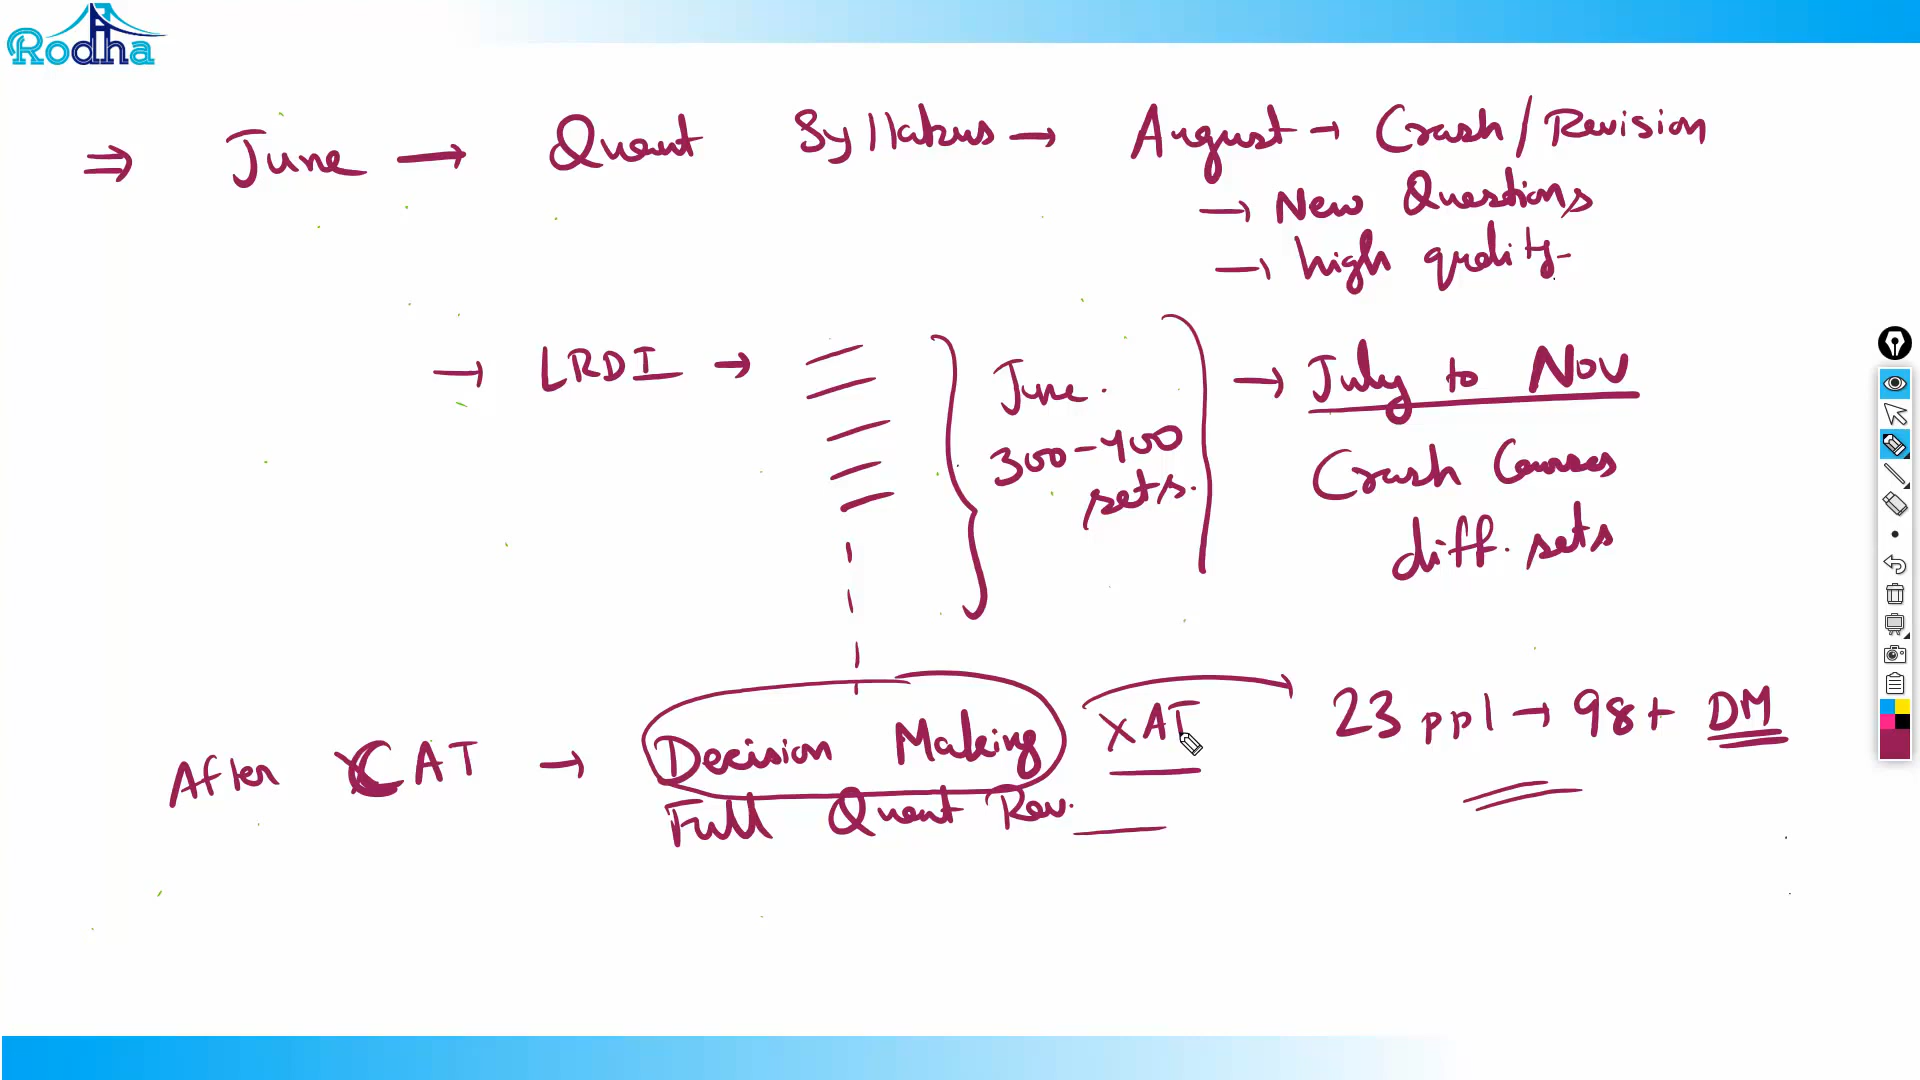 Rodha
⇒ June → Quant Syllabus → August → Crash/Revision
→ New Questions
→ high quality
→ LRDI → June. → July to Nov
300-400 sets.
Crash Courses
diff. sets
After CAT → Decision Making XAT → 23 ppl → 98+ DM
Full Quant Rev.